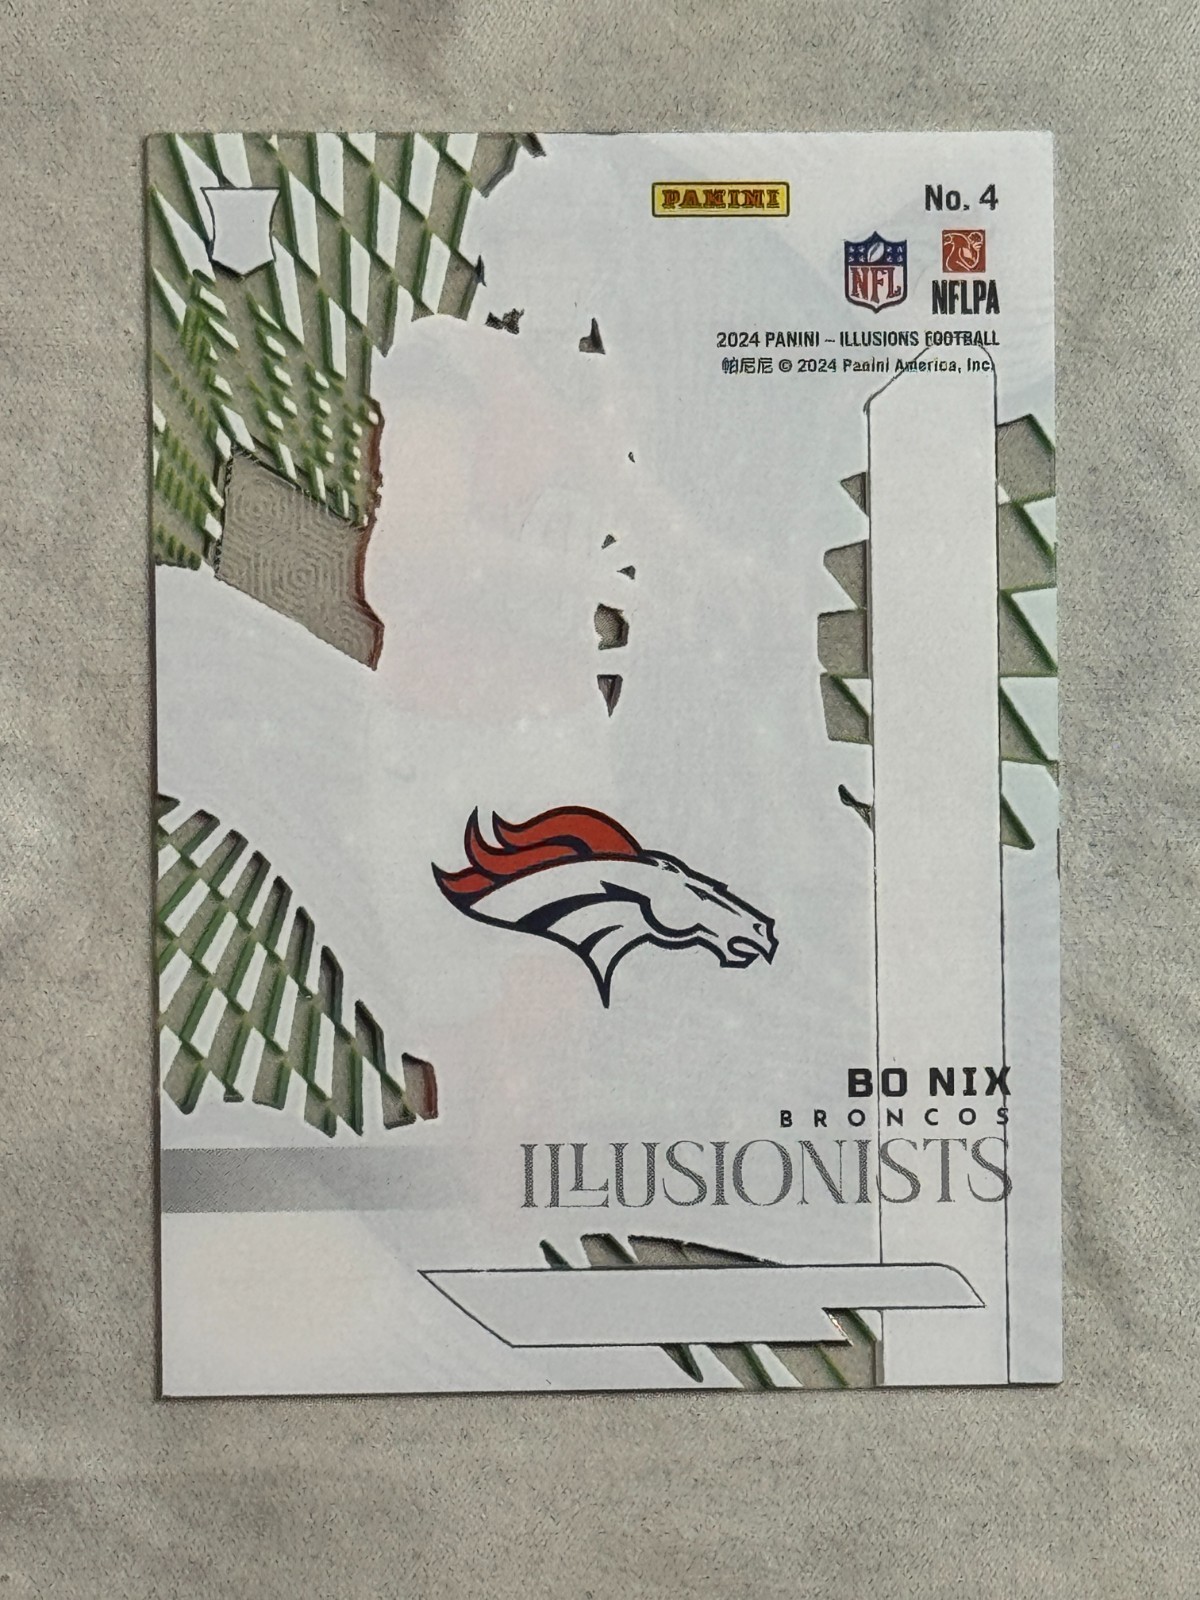 PANINI
No. 4
NFL
NFLPA
2024 PANINI – ILLUSIONS FOOTBALL
帕尼尼 © 2024 Panini America, Inc.
BO NIX
BRONCOS
ILLUSIONISTS